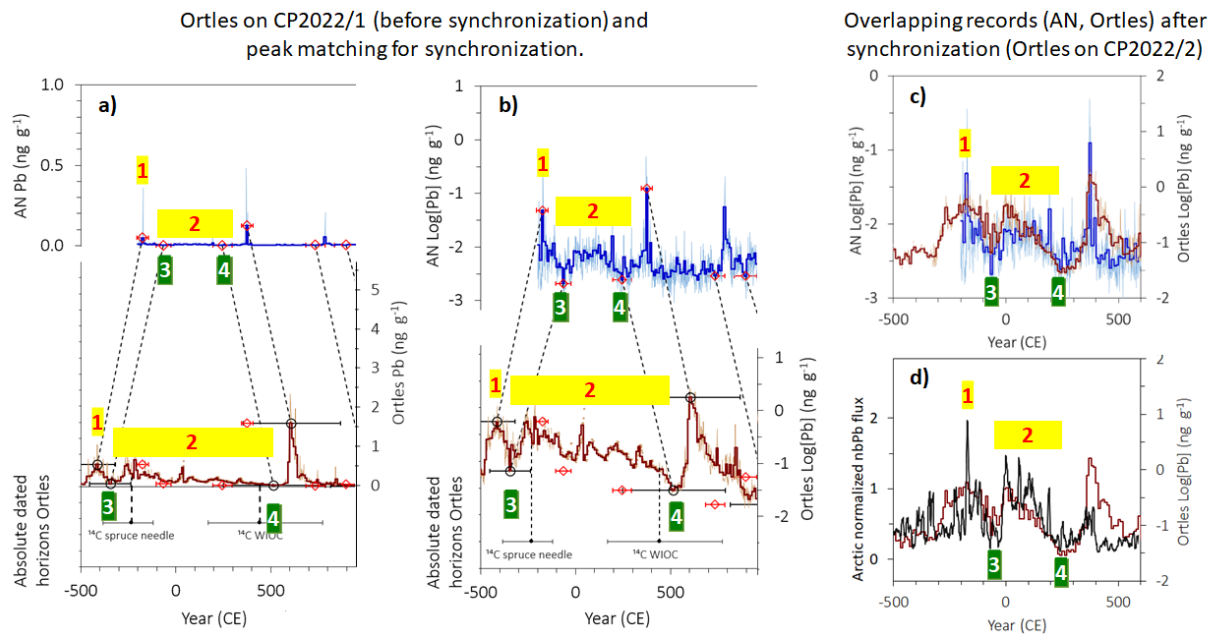 Ortles on CP2022/1 (before synchronization) and
peak matching for synchronization.
Overlapping records (AN, Ortles) after
synchronization (Ortles on CP2022/2)
a)
AN Pb (ng g⁻¹)
1.0
0.5
0.0
1
2
3
4
Ortles Pb (ng g⁻¹)
5
4
3
2
1
0
1
2
3
4
¹⁴C spruce needle
¹⁴C WIOC
Absolute dated
horizons Ortles
-500
0
500
Year (CE)
b)
AN Log[Pb] (ng g⁻¹)
1
0
-1
-2
-3
1
2
3
4
Ortles Log[Pb] (ng g⁻¹)
1
0
-1
-2
1
2
3
4
¹⁴C spruce needle
¹⁴C WIOC
Absolute dated
horizons Ortles
-500
0
500
Year (CE)
c)
AN Log[Pb] (ng g⁻¹)
0
-1
-2
-3
Ortles Log[Pb] (ng g⁻¹)
2
1
0
-1
-2
1
2
3
4
-500
0
500
Year (CE)
d)
Arctic normalized nbPb flux
2
1
0
Ortles Log[Pb] (ng g⁻¹)
2
1
0
-1
-2
1
2
3
4
-500
0
500
Year (CE)